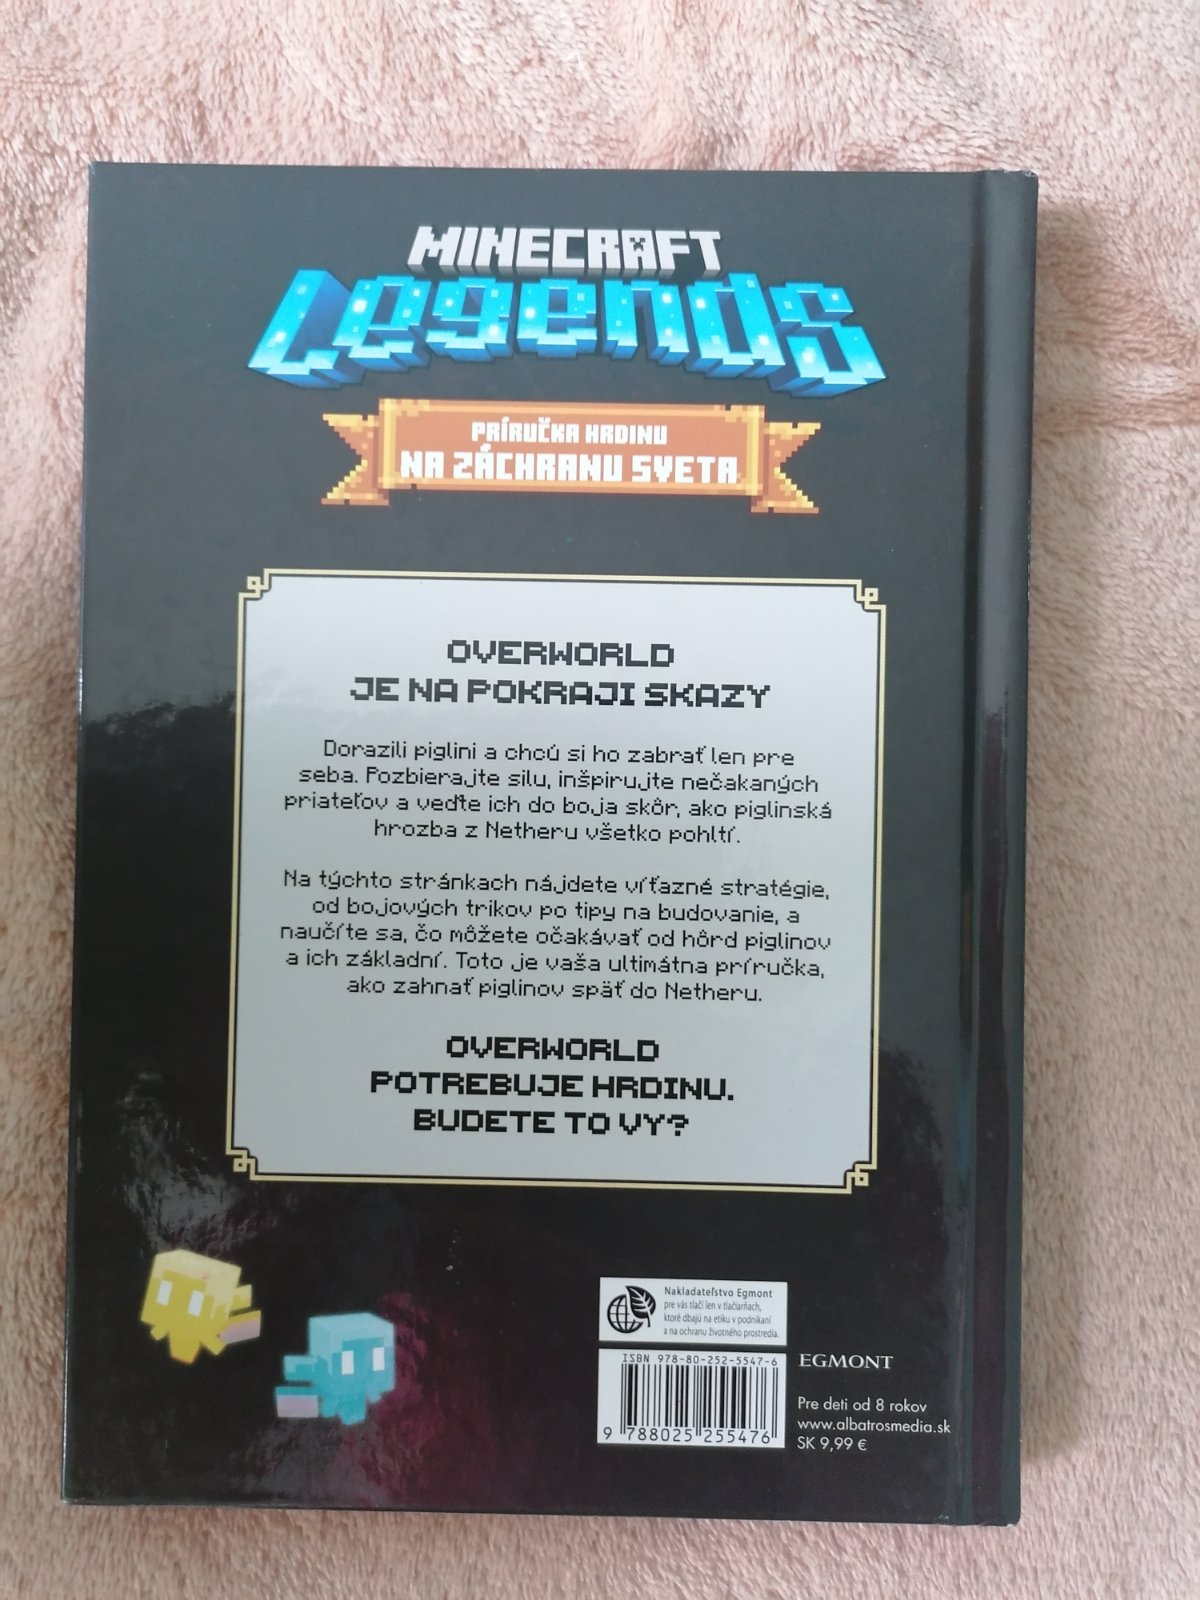 MINECRAFT
Legends
PRÍRUČKA HRDINU
NA ZÁCHRANU SVETA
OVERWORLD
JE NA POKRAJI SKAZY
Dorazili piglini a chcú si ho zabrať len pre
seba. Pozbierajte silu, inšpirujte nečakaných
priateľov a veďte ich do boja skôr, ako piglinská
hrozba z Netheru všetko pohltí.
Na týchto stránkach nájdete víťazné stratégie,
od bojových trikov po tipy na budovanie, a
naučíte sa, čo môžete očakávať od hôrd piglinov
a ich základní. Toto je vaša ultimátna príručka,
ako zahnať piglinov späť do Netheru.
OVERWORLD
POTREBUJE HRDINU.
BUDETE TO VY?
Nakladateľstvo Egmont
pre vás tlačí len v tlačiarňach,
ktoré dbajú na etiku v podnikaní
a na ochranu životného prostredia.
ISBN 978-80-252-5547-6
9 788025 255476
EGMONT
Pre deti od 8 rokov
www.albatrosmedia.sk
SK 9,99 €